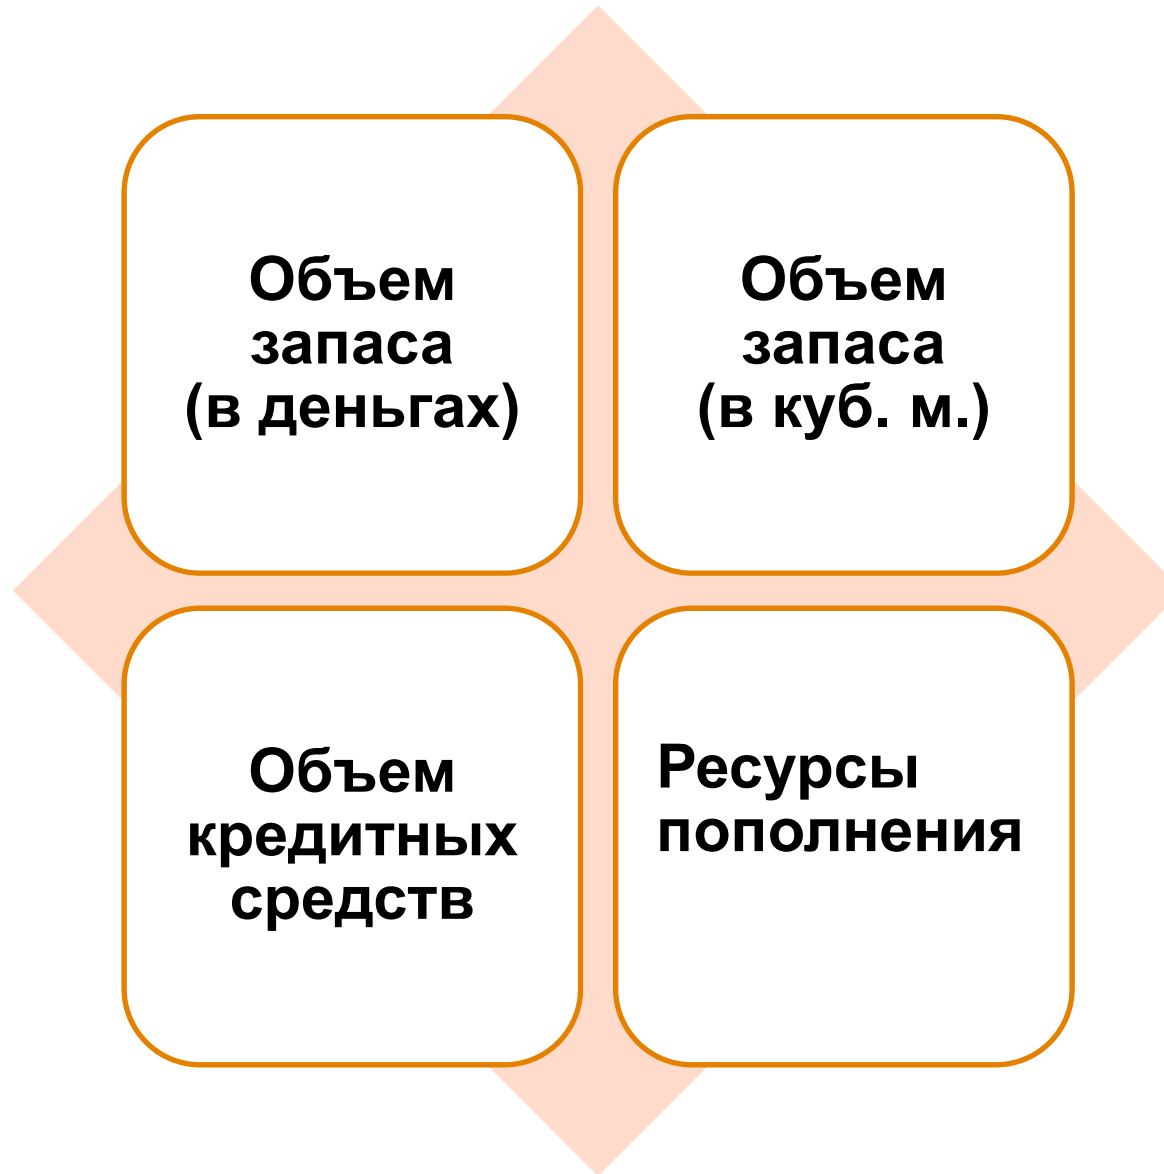 Объем
запаса
(в деньгах)
Объем
запаса
(в куб. м.)
Объем
кредитных
средств
Ресурсы
пополнения